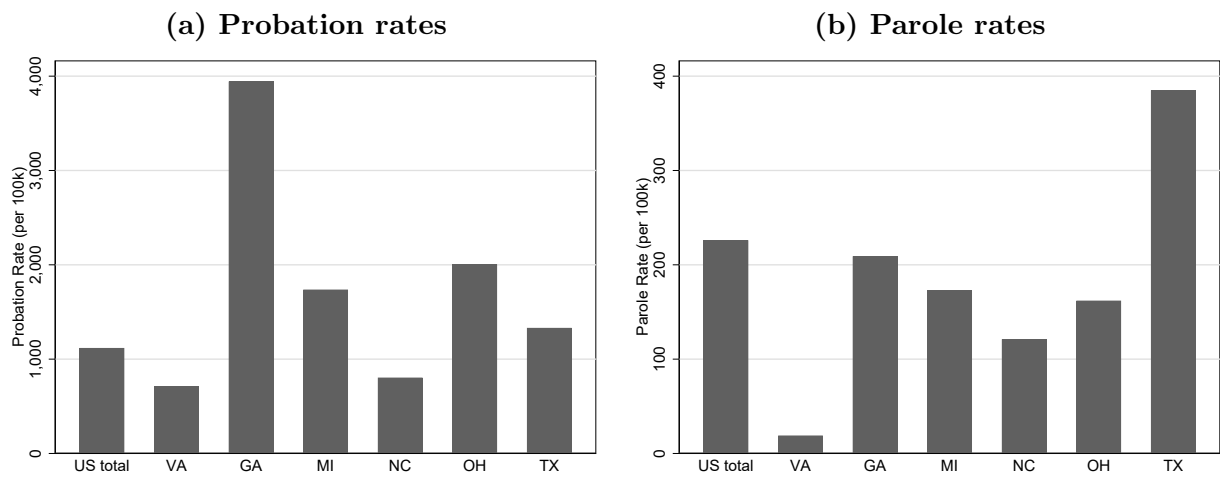 (a) Probation rates
Probation Rate (per 100k)
4,000
3,000
2,000
1,000
0
US total VA GA MI NC OH TX
(b) Parole rates
Parole Rate (per 100k)
400
300
200
100
0
US total VA GA MI NC OH TX